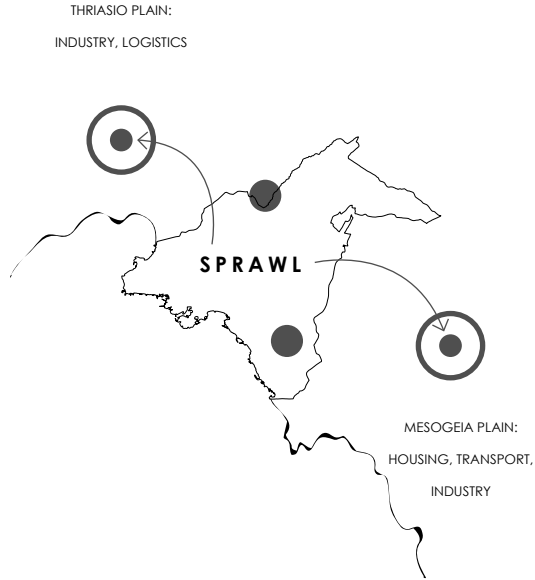 THRIASIO PLAIN:
INDUSTRY, LOGISTICS
SPRAWL
MESOGEIA PLAIN:
HOUSING, TRANSPORT,
INDUSTRY